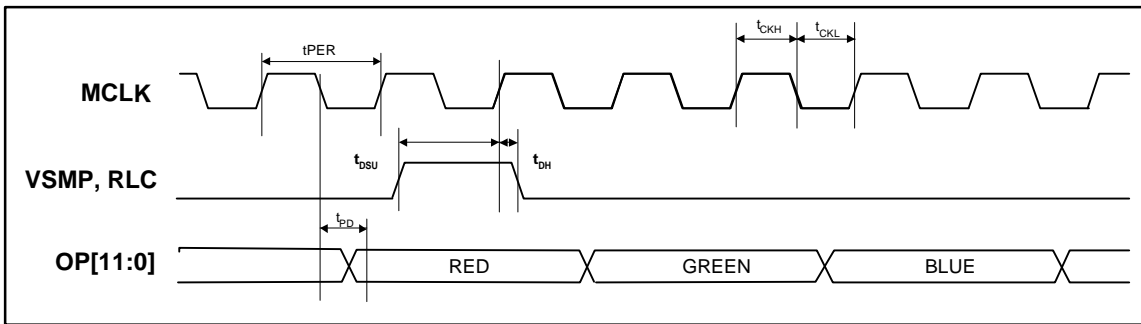 tPER
tCKH tCKL
MCLK
tDSU tDH
VSMP, RLC
tPD
OP[11:0] RED GREEN BLUE